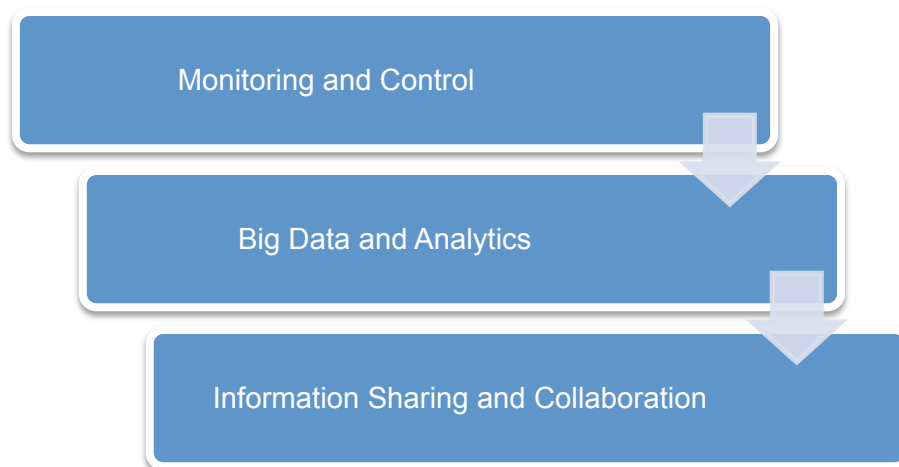 Monitoring and Control
Big Data and Analytics
Information Sharing and Collaboration